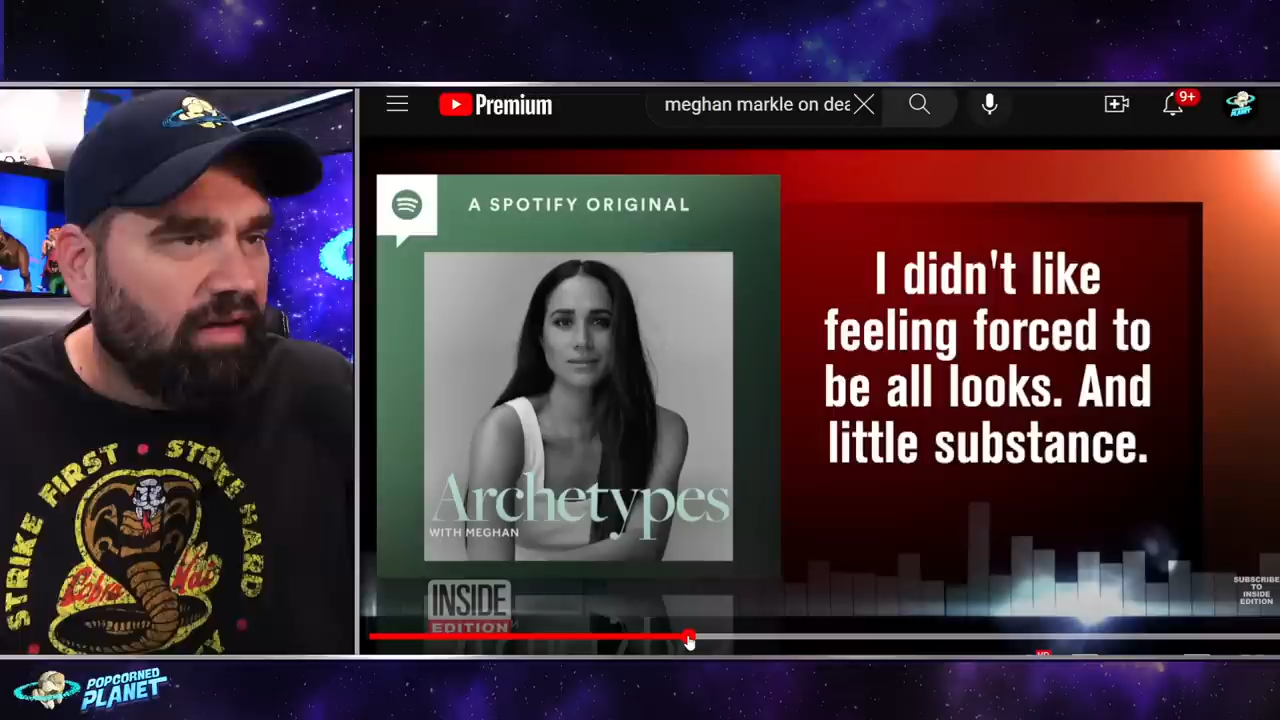 Premium
meghan markle on dea
9+
A SPOTIFY ORIGINAL
Archetypes
WITH MEGHAN
I didn't like
feeling forced to
be all looks. And
little substance.
INSIDE
EDITION
SUBSCRIBE
TO
INSIDE
EDITION
HD
STRIKE FIRST • STRIKE HARD
Cobra Kai
POPCORNED
PLANET